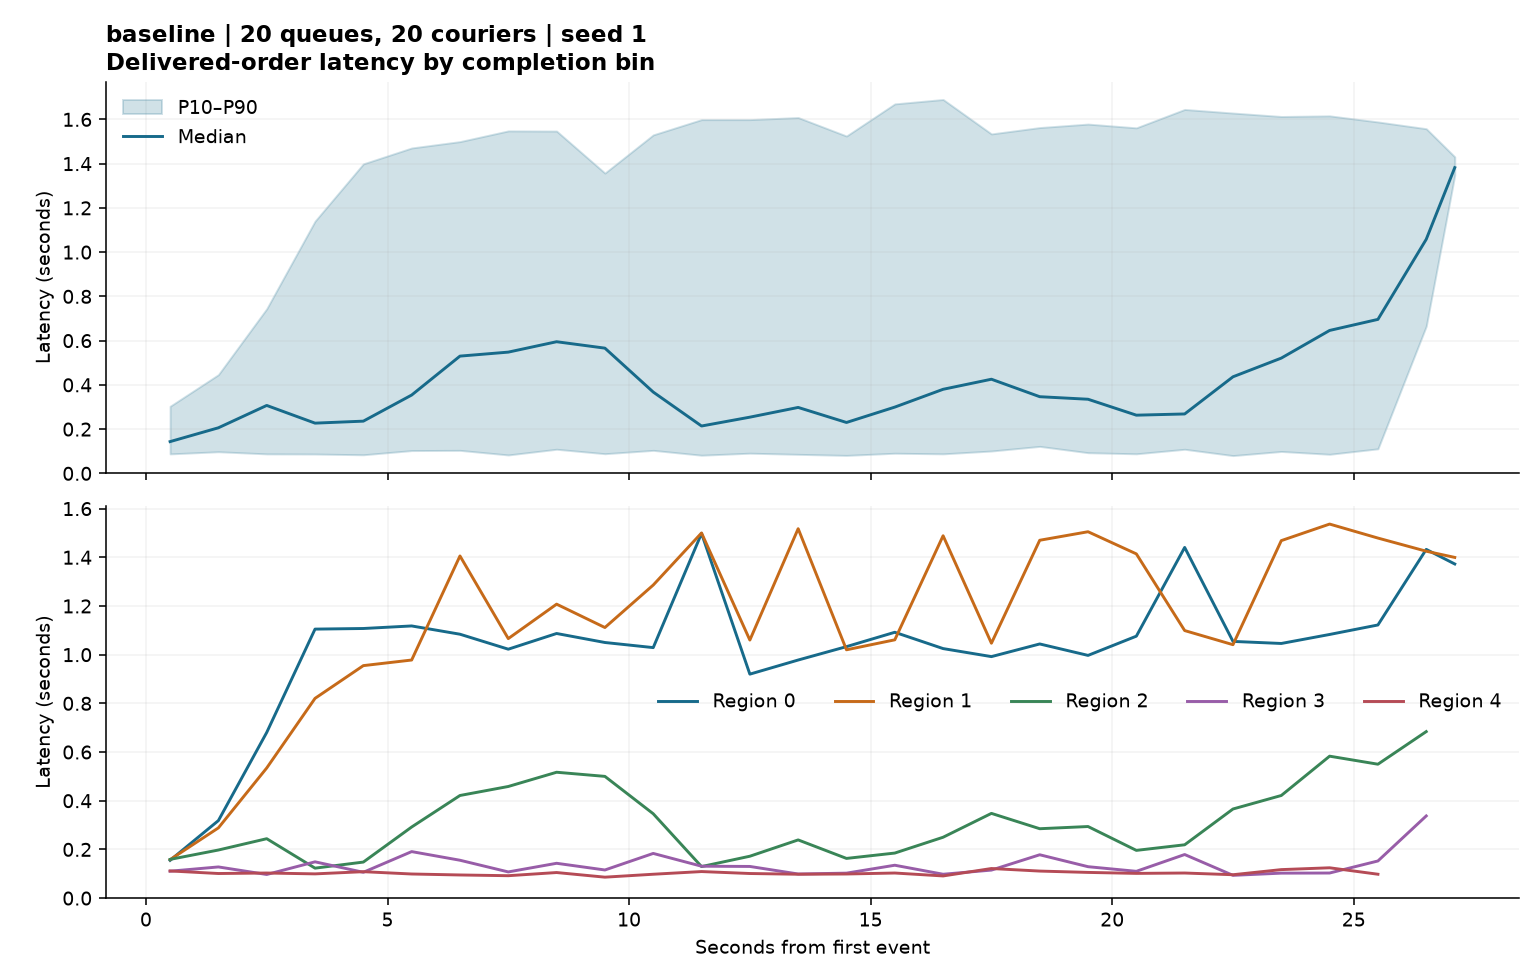 baseline | 20 queues, 20 couriers | seed 1
Delivered-order latency by completion bin
P10–P90
Median
Latency (seconds)
1.6
1.4
1.2
1.0
0.8
0.6
0.4
0.2
0.0
Latency (seconds)
1.6
1.4
1.2
1.0
0.8
0.6
0.4
0.2
0.0
Region 0 Region 1 Region 2 Region 3 Region 4
0 5 10 15 20 25
Seconds from first event